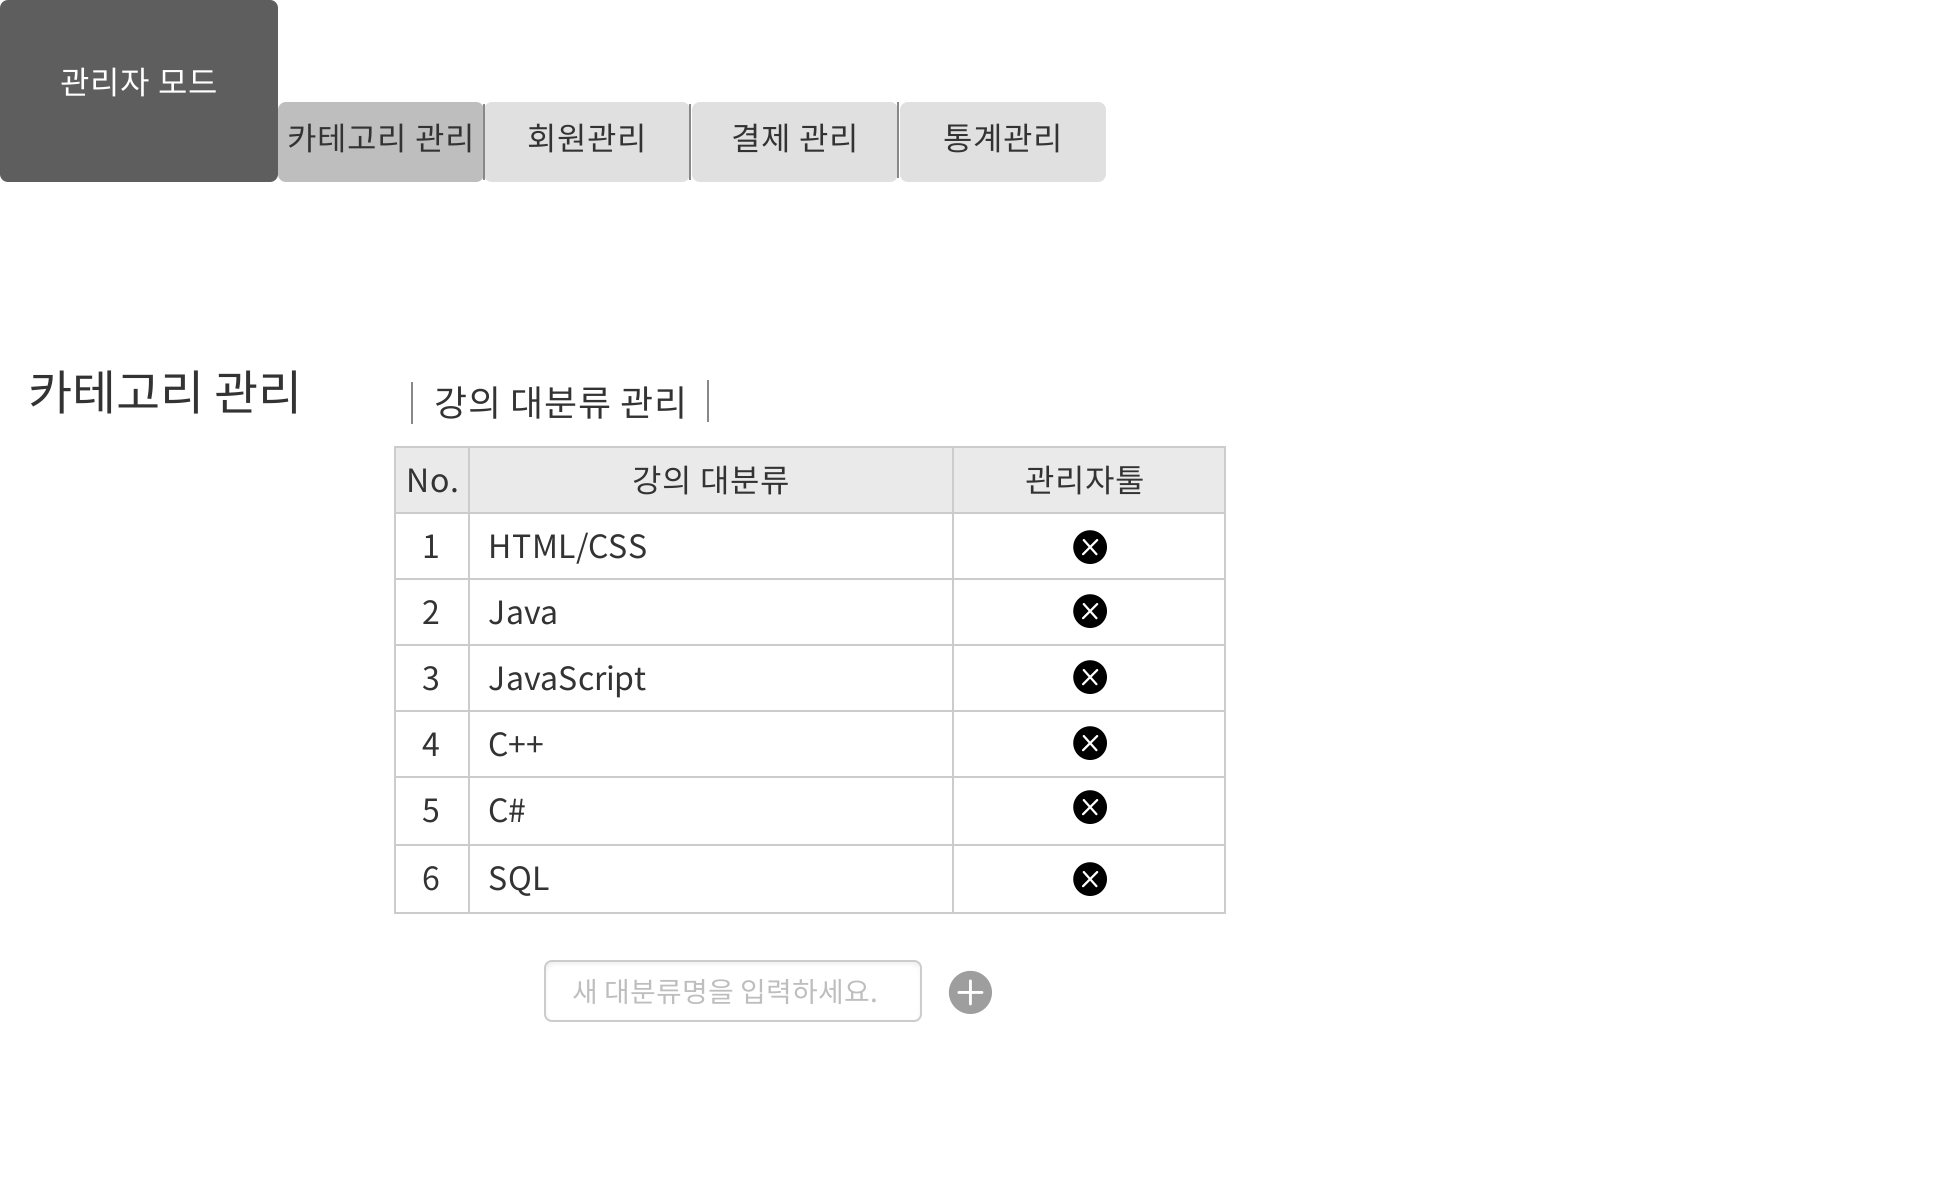 관리자 모드
카테고리 관리 회원관리 결제 관리 통계관리
카테고리 관리
강의 대분류 관리
No. 강의 대분류 관리자툴
1 HTML/CSS
2 Java
3 JavaScript
4 C++
5 C#
6 SQL
새 대분류명을 입력하세요.